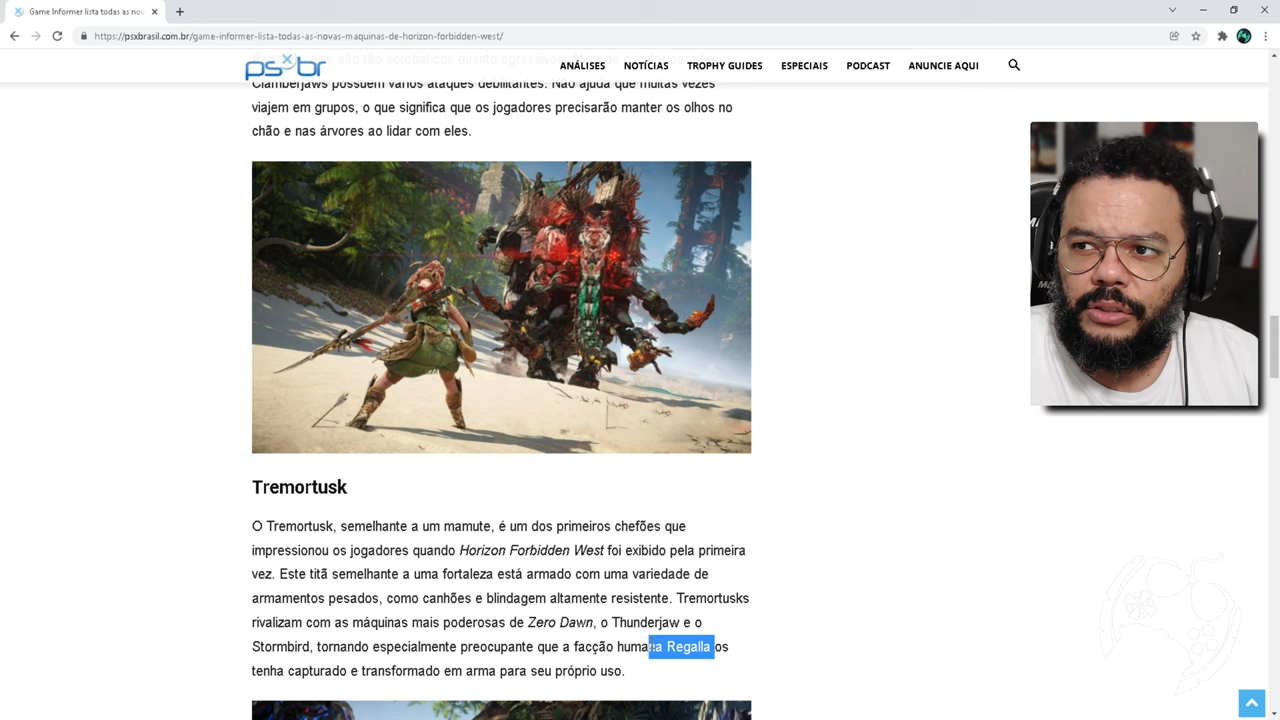 Game Informer lista todas as nov
https://psxbrasil.com.br/game-informer-lista-todas-as-novas-maquinas-de-horizon-forbidden-west/
psxbr
ANÁLISES NOTÍCIAS TROPHY GUIDES ESPECIAIS PODCAST ANUNCIE AQUI
são tão acrobáticos quanto agressivos
Clamberjaws possuem vários ataques debilitantes. Não ajuda que muitas vezes
viajem em grupos, o que significa que os jogadores precisarão manter os olhos no
chão e nas árvores ao lidar com eles.
Tremortusk
O Tremortusk, semelhante a um mamute, é um dos primeiros chefões que
impressionou os jogadores quando Horizon Forbidden West foi exibido pela primeira
vez. Este titã semelhante a uma fortaleza está armado com uma variedade de
armamentos pesados, como canhões e blindagem altamente resistente. Tremortusks
rivalizam com as máquinas mais poderosas de Zero Dawn, o Thunderjaw e o
Stormbird, tornando especialmente preocupante que a facção humana Regalla os
tenha capturado e transformado em arma para seu próprio uso.